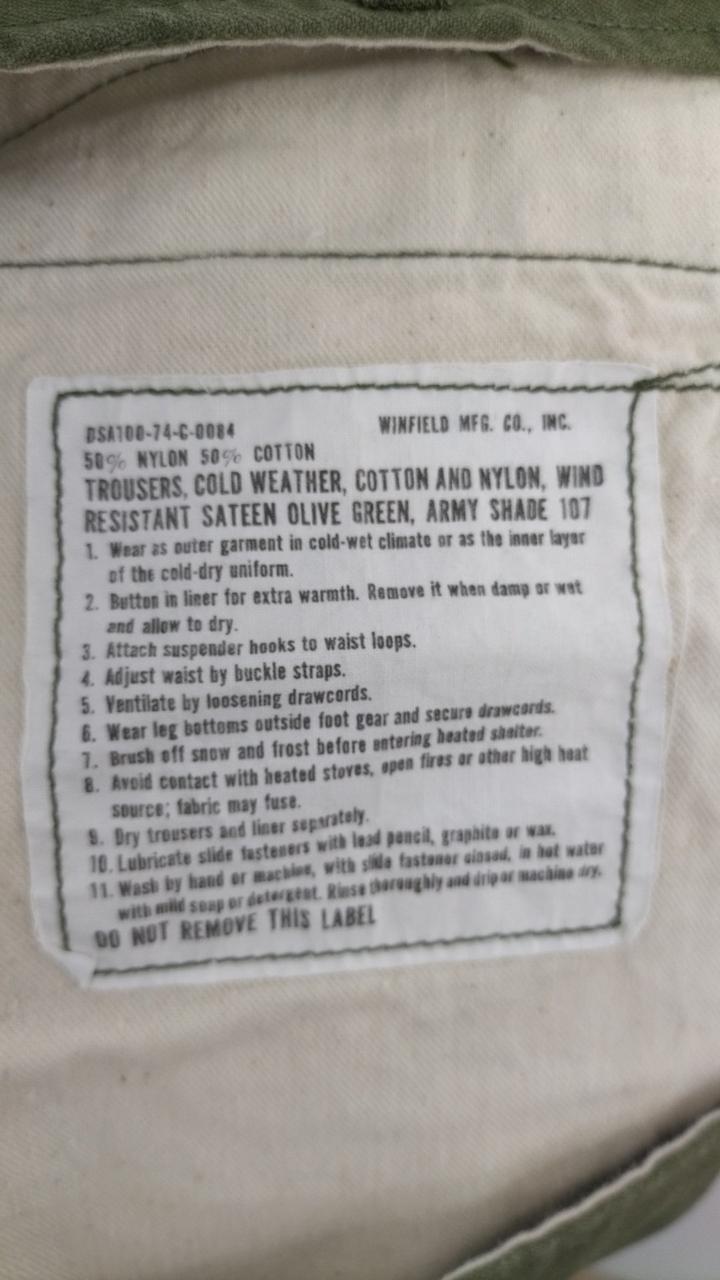 DSA100-74-C-0084 WINFIELD MFG. CO., INC.
50% NYLON 50% COTTON
TROUSERS, COLD WEATHER, COTTON AND NYLON, WIND
RESISTANT SATEEN OLIVE GREEN, ARMY SHADE 107
1. Wear as outer garment in cold-wet climate or as the inner layer
of the cold-dry uniform.
2. Button in liner for extra warmth. Remove it when damp or wet
and allow to dry.
3. Attach suspender hooks to waist loops.
4. Adjust waist by buckle straps.
5. Ventilate by loosening drawcords.
6. Wear leg bottoms outside foot gear and secure drawcords.
7. Brush off snow and frost before entering heated shelter.
8. Avoid contact with heated stoves, open fires or other high heat
source; fabric may fuse.
9. Dry trousers and liner separately.
10. Lubricate slide fasteners with lead pencil, graphite or wax.
11. Wash by hand or machine, with slide fastener closed, in hot water
with mild soap or detergent. Rinse thoroughly and drip or machine dry.
DO NOT REMOVE THIS LABEL